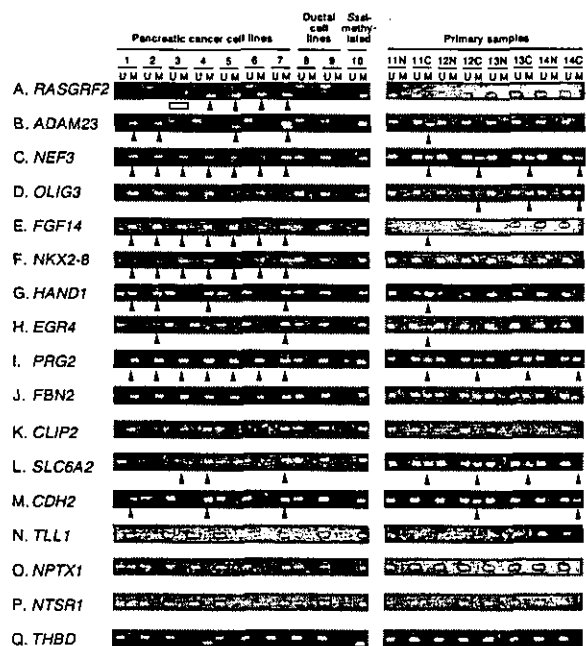 Ductal cell lines
SssI-methylated
Pancreatic cancer cell lines
Primary samples
1 2 3 4 5 6 7 8 9 10 11N 11C 12N 12C 13N 13C 14N 14C
U M U M U M U M U M U M U M U M U M U M U M U M U M U M U M U M U M U M
A. RASGRF2
B. ADAM23
C. NEF3
D. OLIG3
E. FGF14
F. NKX2-8
G. HAND1
H. EGR4
I. PRG2
J. FBN2
K. CLIP2
L. SLC6A2
M. CDH2
N. TLL1
O. NPTX1
P. NTSR1
Q. THBD